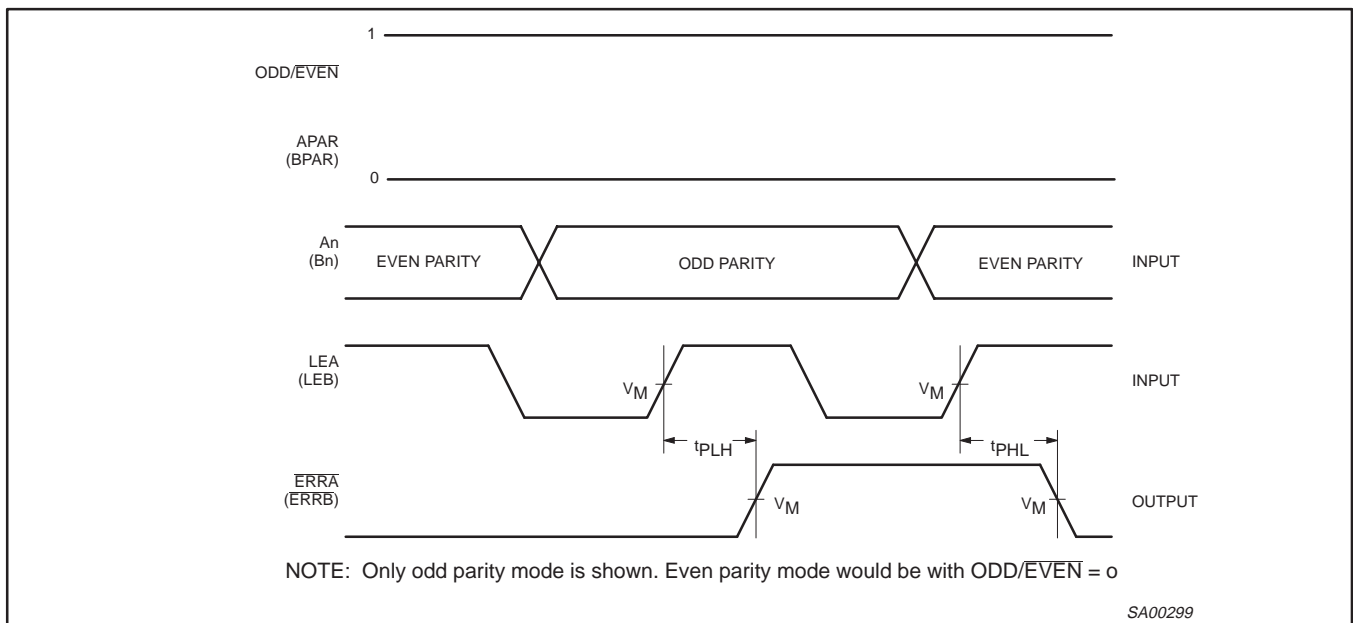 1
ODD/EVEN
APAR
(BPAR)
0
An
(Bn)
EVEN PARITY
ODD PARITY
EVEN PARITY
INPUT
LEA
(LEB)
VM
VM
INPUT
tPLH
tPHL
ERRA
(ERRB)
VM
VM
OUTPUT
NOTE: Only odd parity mode is shown. Even parity mode would be with ODD/EVEN = o
SA00299